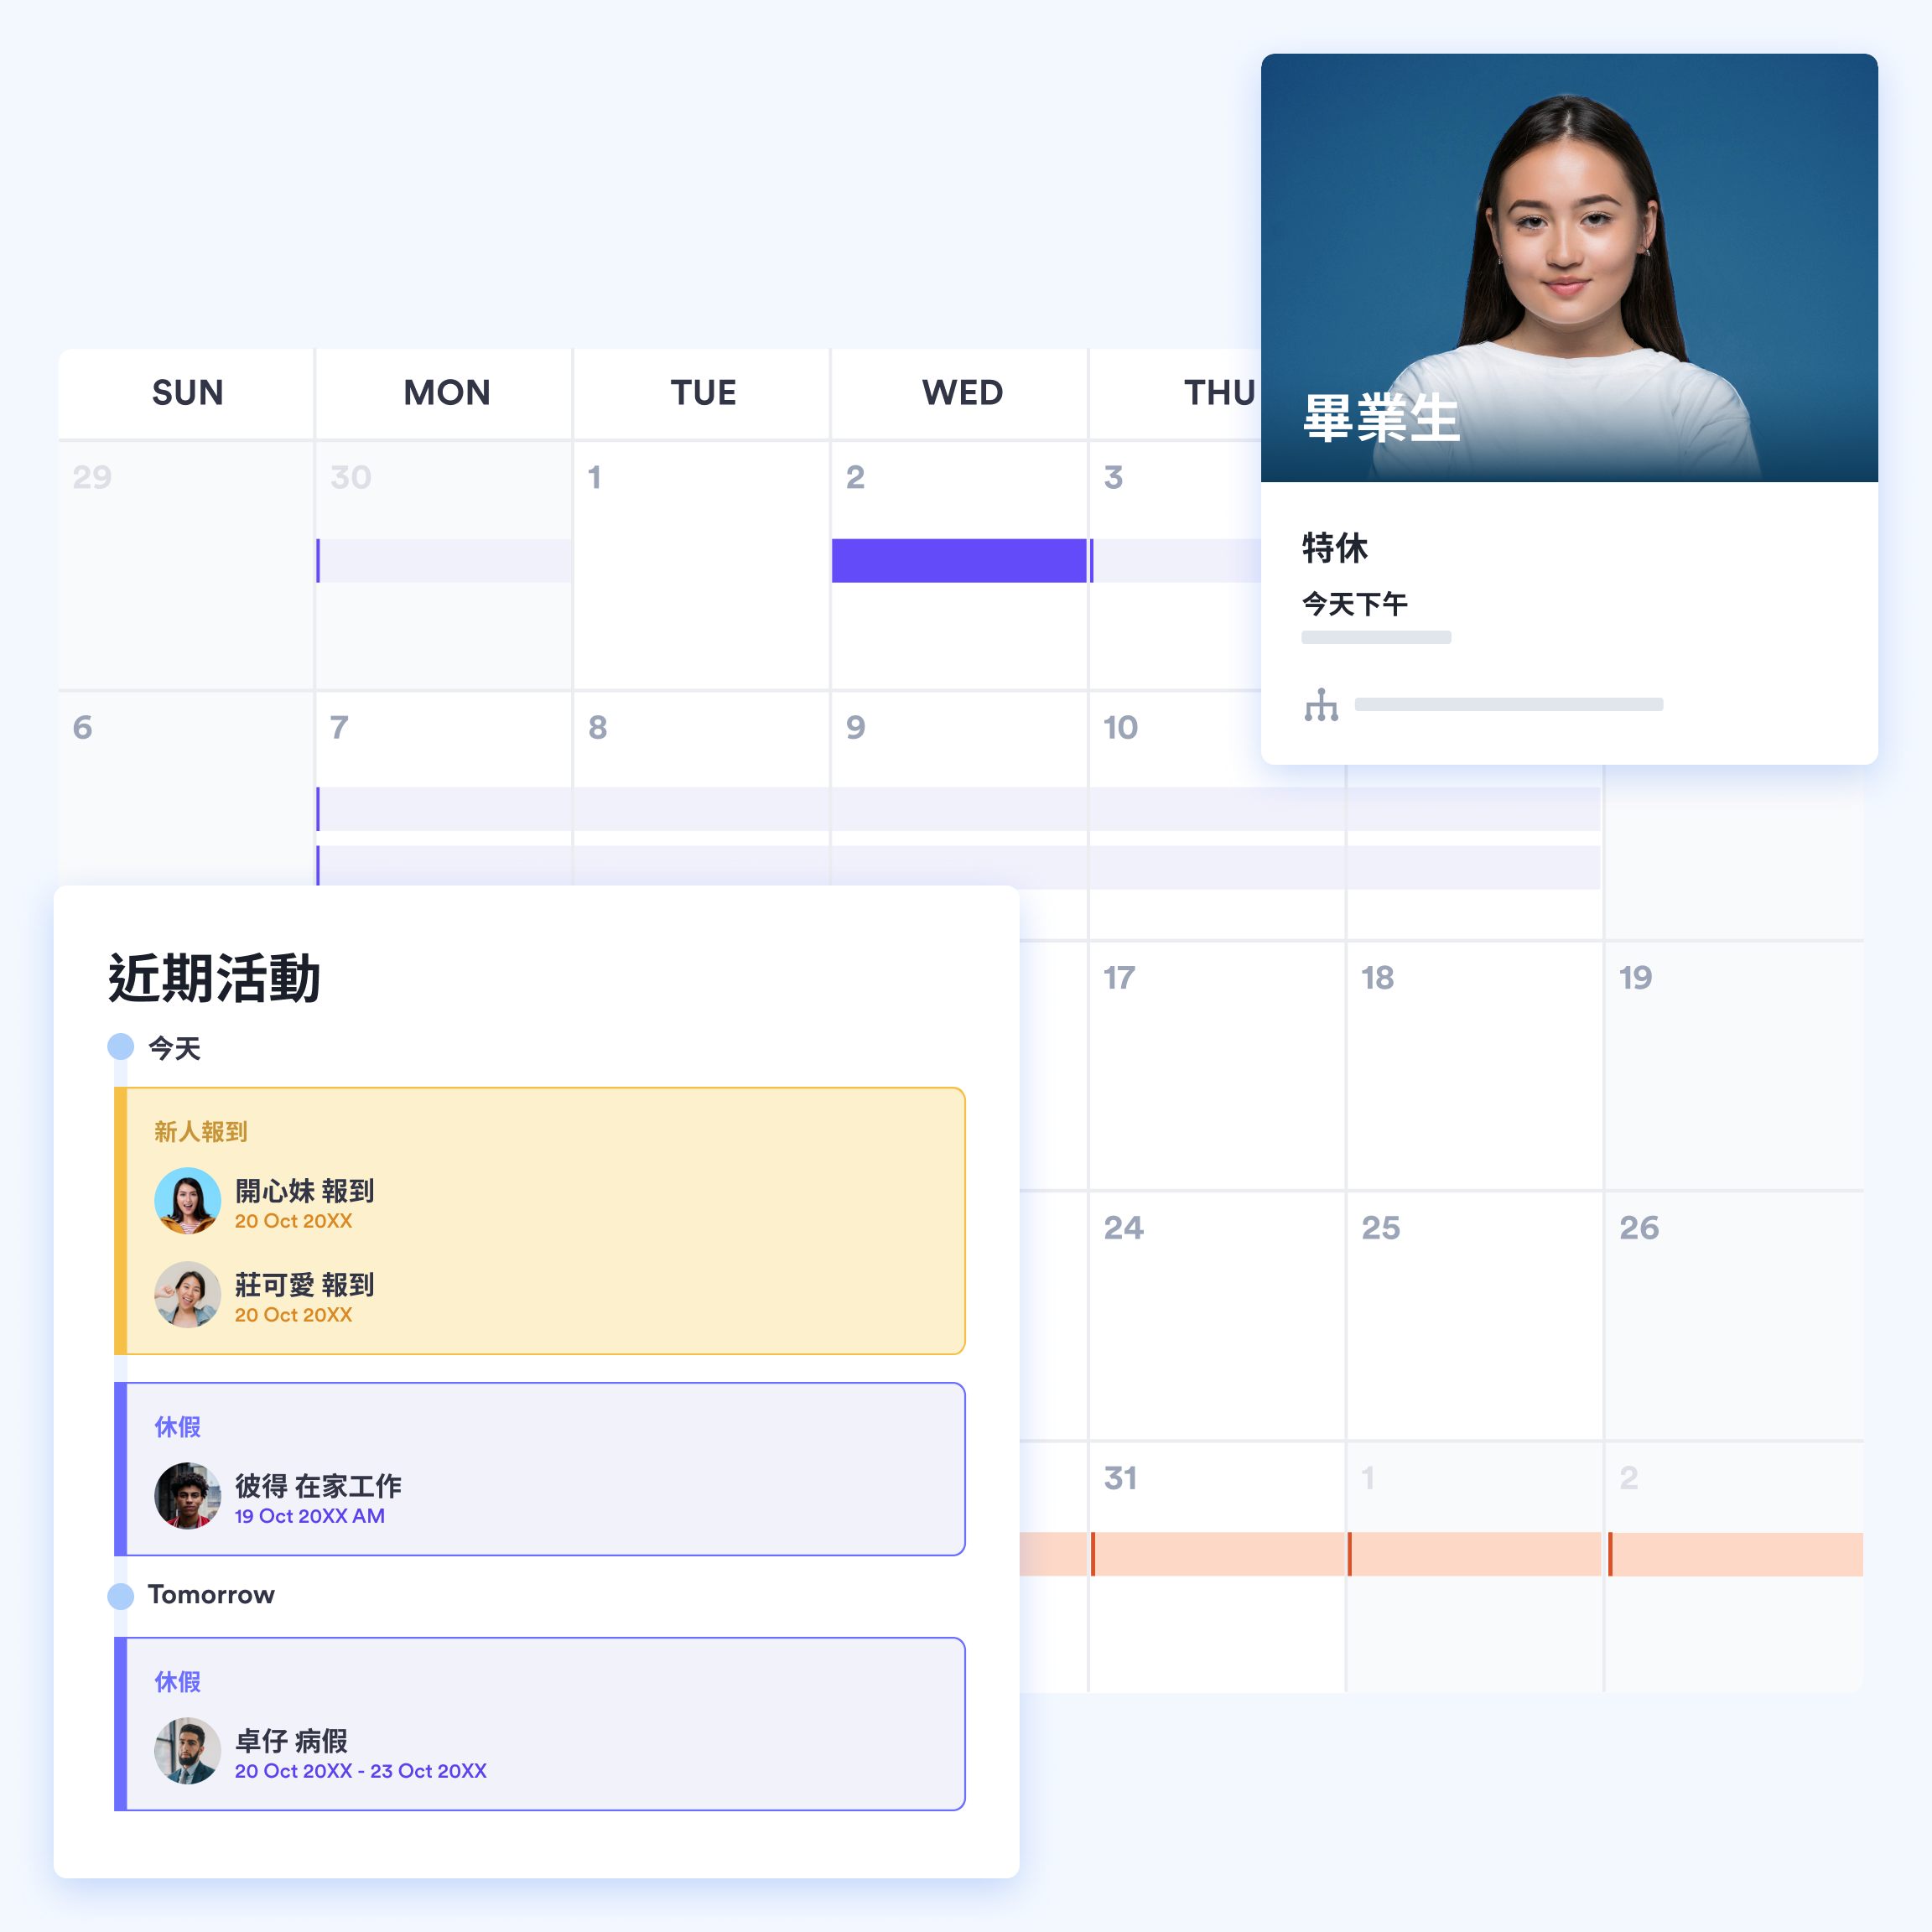 SUN MON TUE WED THU
29 30 1 2 3
6 7 8 9 10
17 18 19
24 25 26
31 1 2
畢業生
特休
今天下午
近期活動
今天
新人報到
開心妹 報到
20 Oct 20XX
莊可愛 報到
20 Oct 20XX
休假
彼得 在家工作
19 Oct 20XX AM
Tomorrow
休假
卓仔 病假
20 Oct 20XX - 23 Oct 20XX